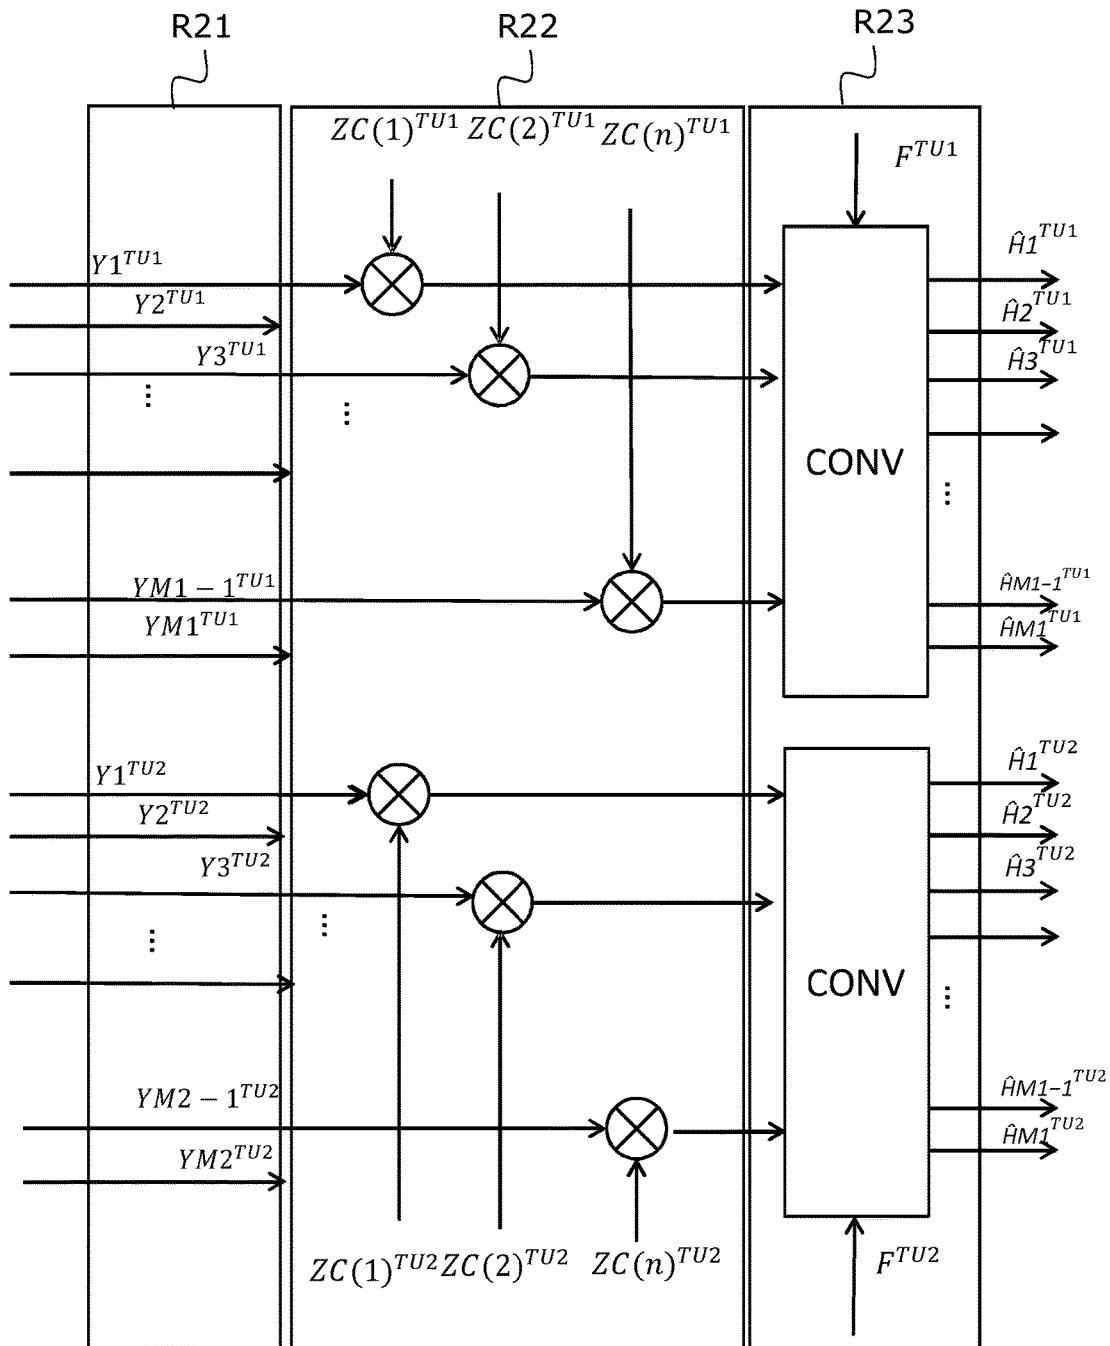 R21
R22
R23
ZC(1)^{TU1}
ZC(2)^{TU1}
ZC(n)^{TU1}
F^{TU1}
Y1^{TU1}
Y2^{TU1}
Y3^{TU1}
...
...
YM1 − 1^{TU1}
YM1^{TU1}
CONV
Ĥ1^{TU1}
Ĥ2^{TU1}
Ĥ3^{TU1}
...
ĤM1−1^{TU1}
ĤM1^{TU1}
Y1^{TU2}
Y2^{TU2}
Y3^{TU2}
...
...
YM2 − 1^{TU2}
YM2^{TU2}
CONV
Ĥ1^{TU2}
Ĥ2^{TU2}
Ĥ3^{TU2}
...
ĤM1−1^{TU2}
ĤM1^{TU2}
ZC(1)^{TU2}
ZC(2)^{TU2}
ZC(n)^{TU2}
F^{TU2}